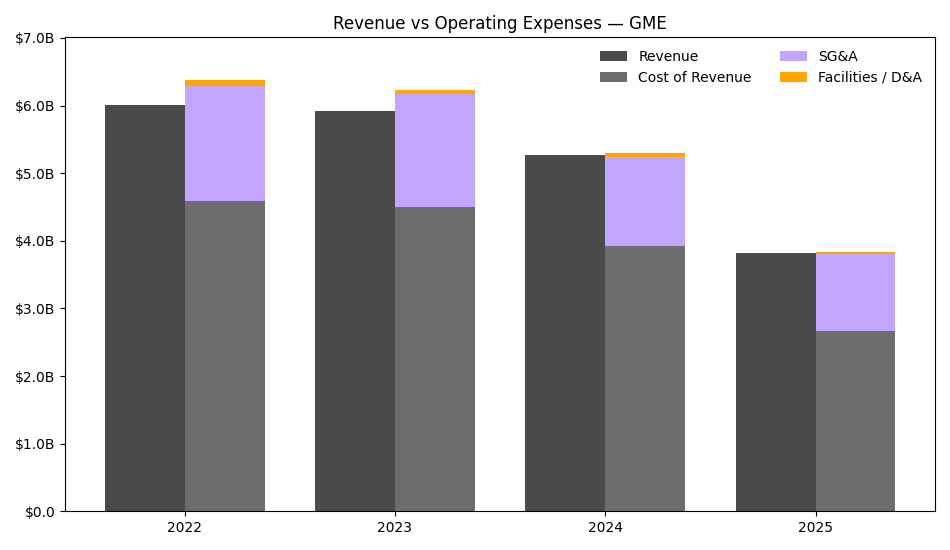 Revenue vs Operating Expenses — GME
$7.0B
$6.0B
$5.0B
$4.0B
$3.0B
$2.0B
$1.0B
$0.0
Revenue
Cost of Revenue
SG&A
Facilities / D&A
2022
2023
2024
2025